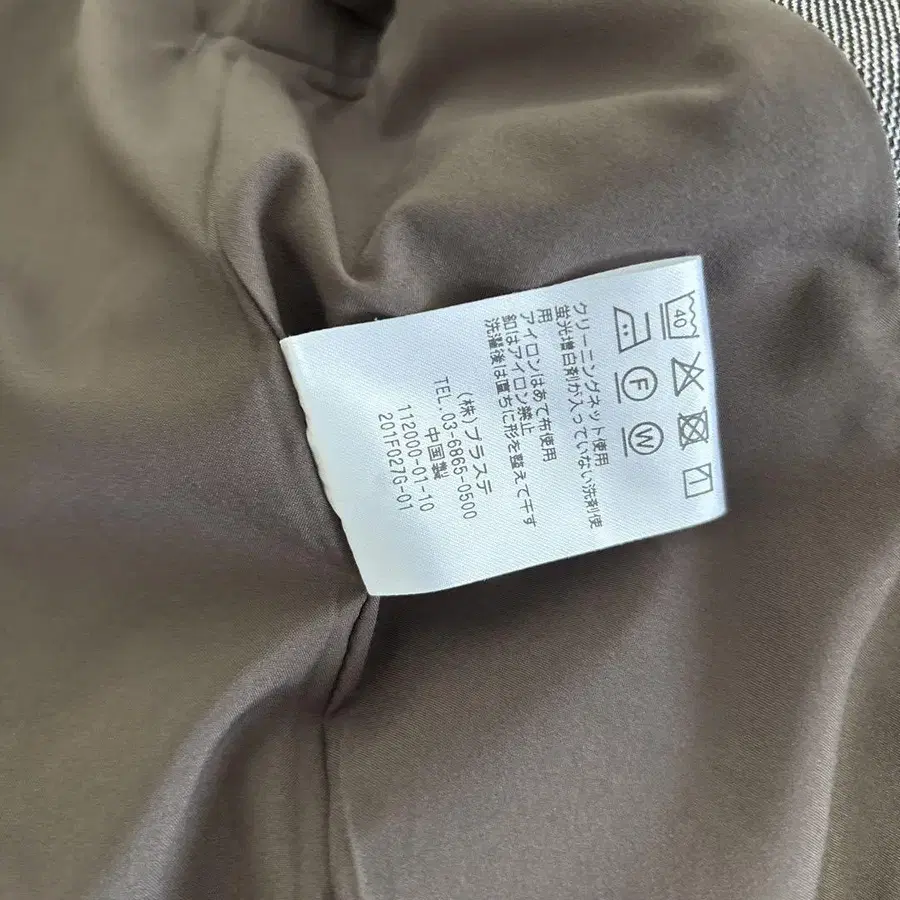 40
F W
クリーニングネット使用
蛍光増白剤が入っていない洗剤使
用
アイロンはあて布使用
釦はアイロン禁止
洗濯後は直ちに形を整えて干す
(株)プラステ
TEL.03-6865-0500
中国製
112000-01-10
201F027G-01